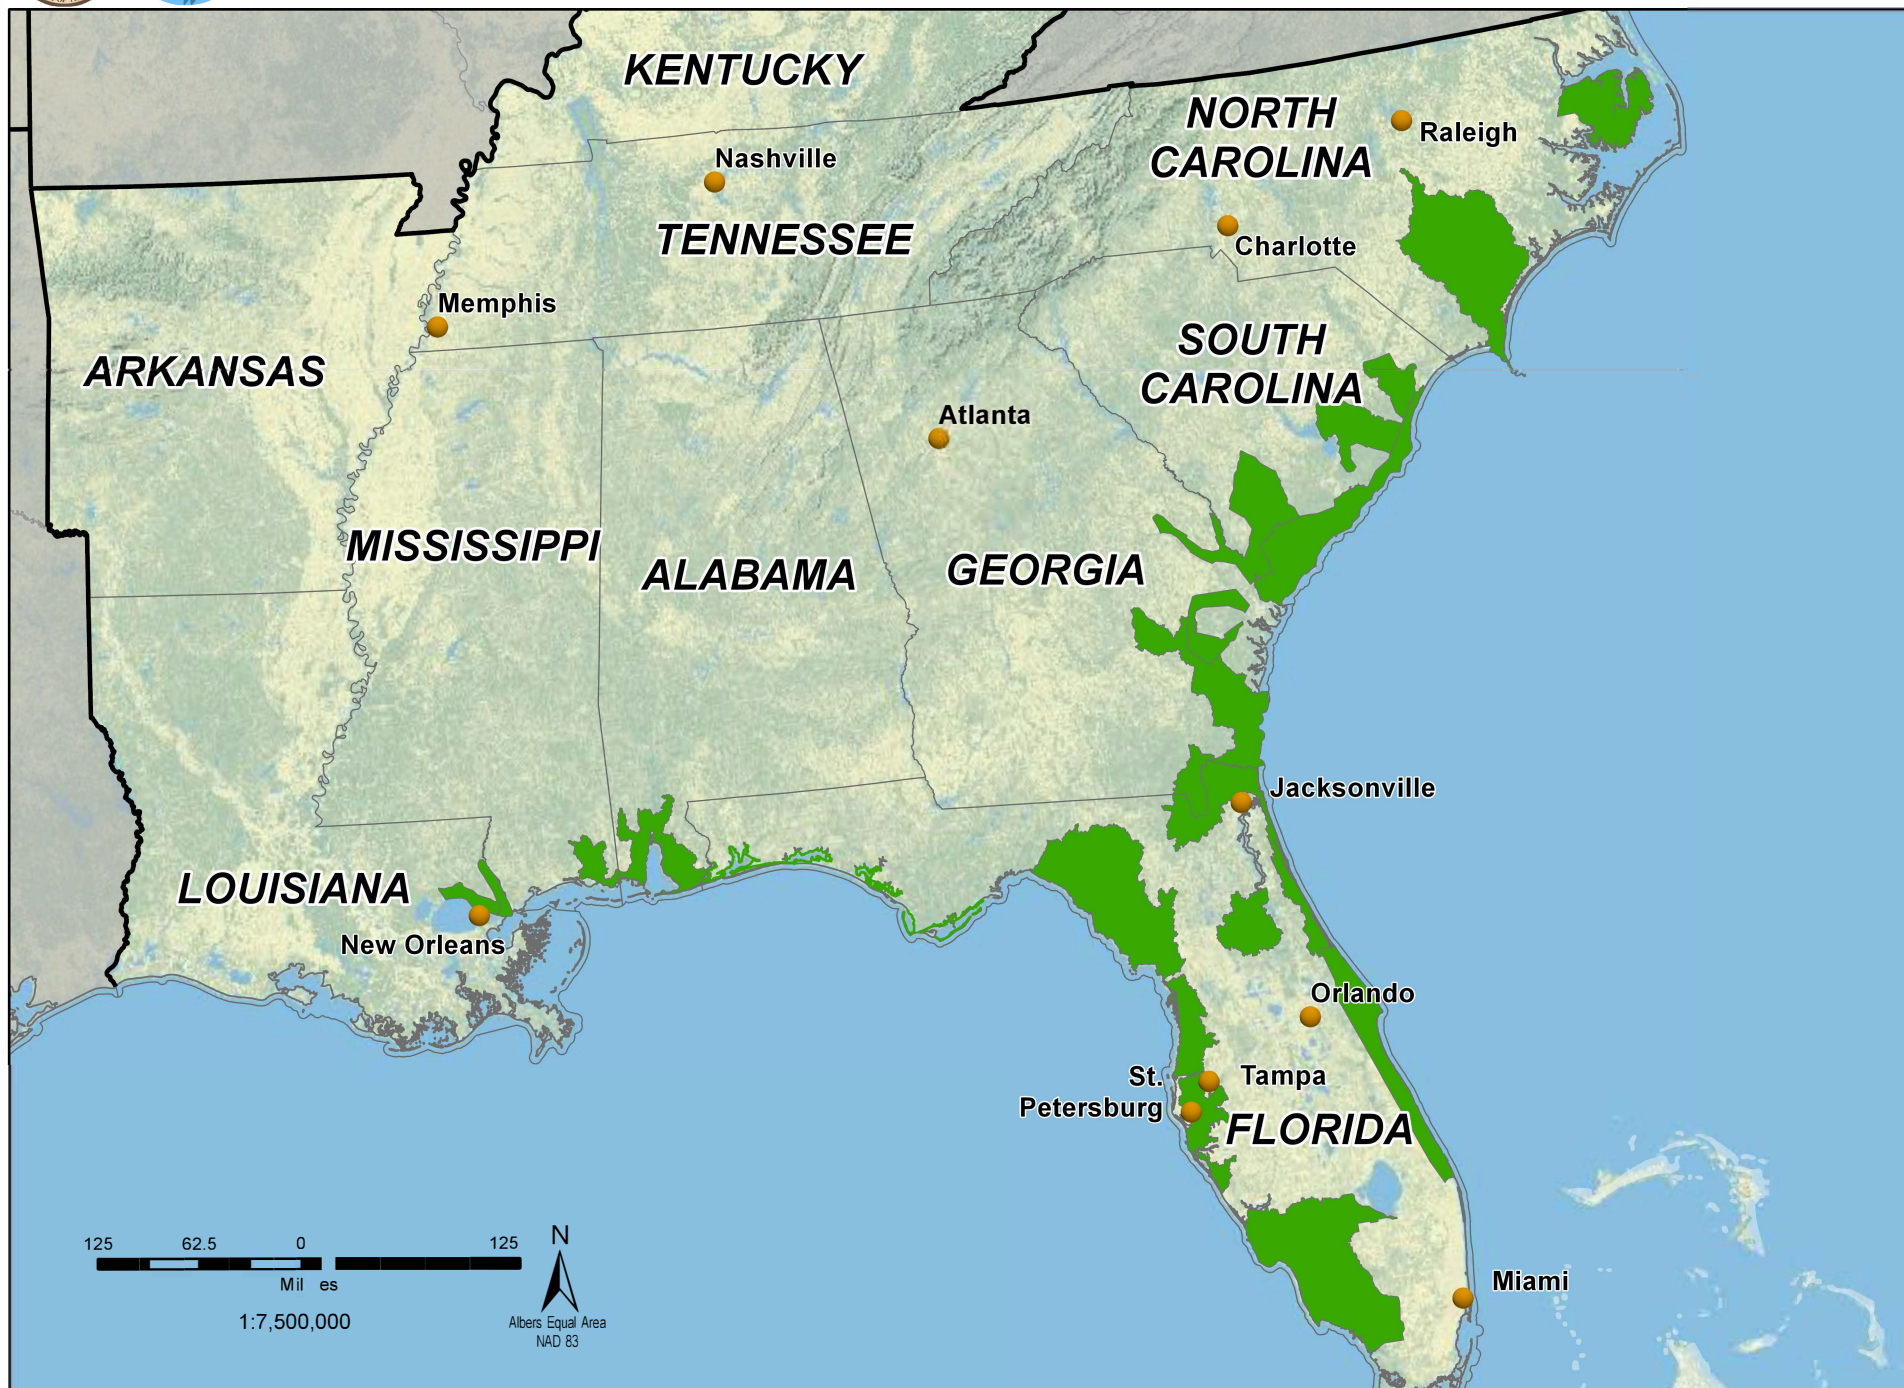 KENTUCKY
NORTH
CAROLINA
Raleigh
Nashville
TENNESSEE
Charlotte
Memphis
ARKANSAS
SOUTH
CAROLINA
Atlanta
MISSISSIPPI
ALABAMA
GEORGIA
Jacksonville
LOUISIANA
New Orleans
Orlando
St.
Petersburg
Tampa
FLORIDA
Miami
125 62.5 0 125
Mil es
1:7,500,000
N
Albers Equal Area
NAD 83